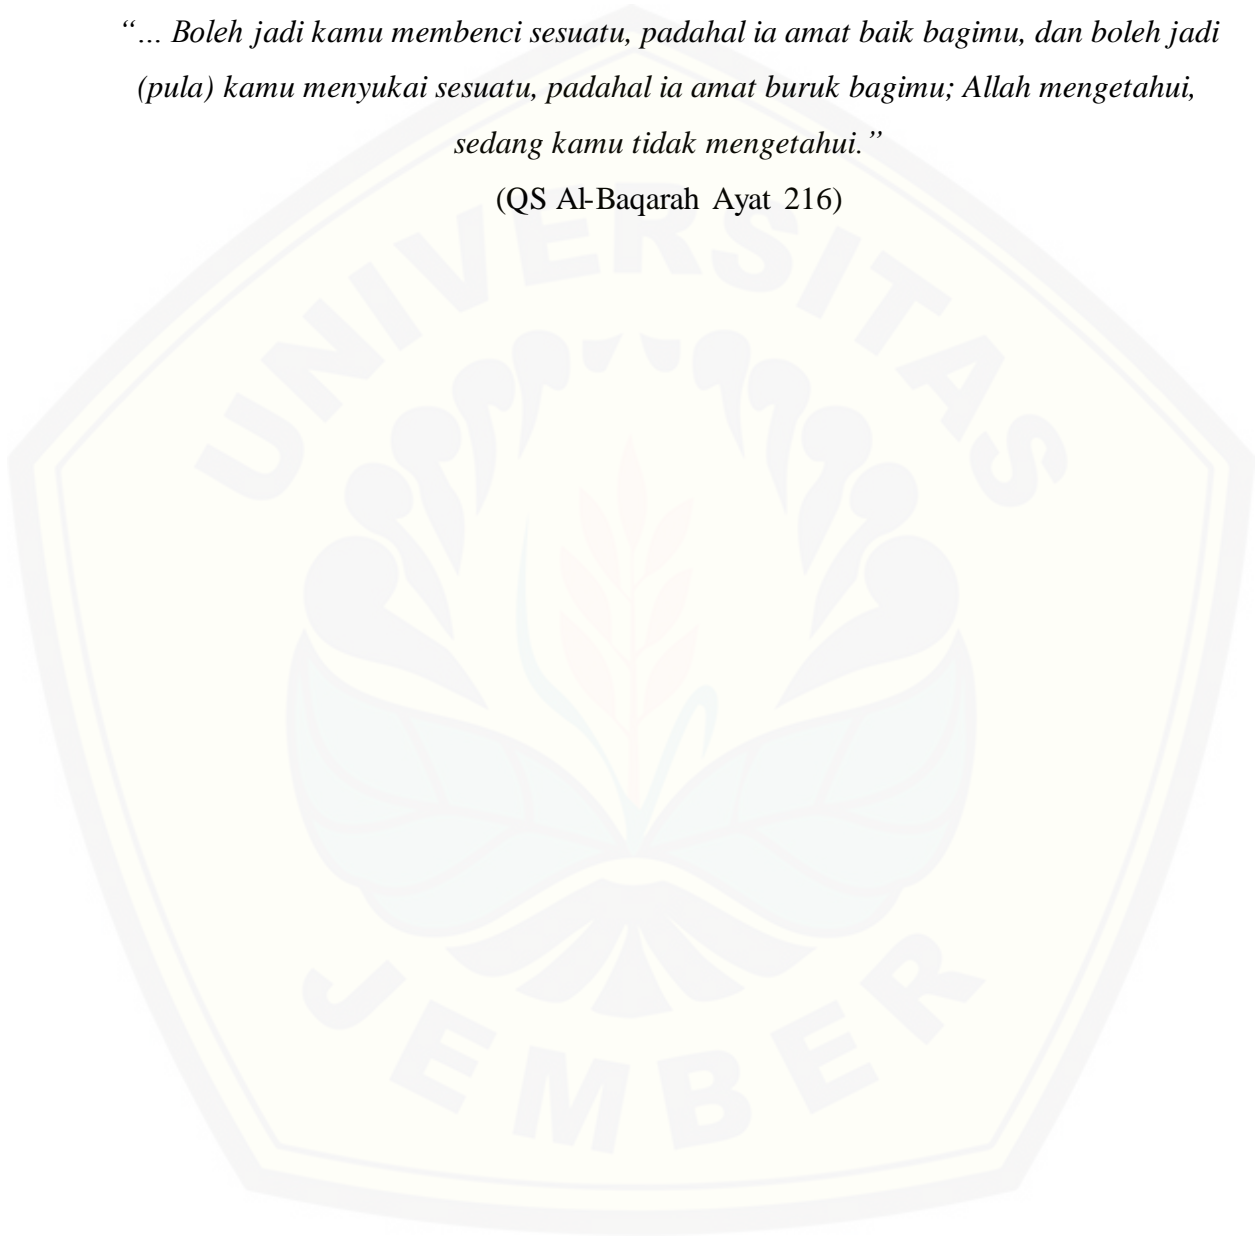 “… Boleh jadi kamu membenci sesuatu, padahal ia amat baik bagimu, dan boleh jadi
(pula) kamu menyukai sesuatu, padahal ia amat buruk bagimu; Allah mengetahui,
sedang kamu tidak mengetahui.”
(QS Al-Baqarah Ayat 216)
UNIVERSITAS
JEMBER